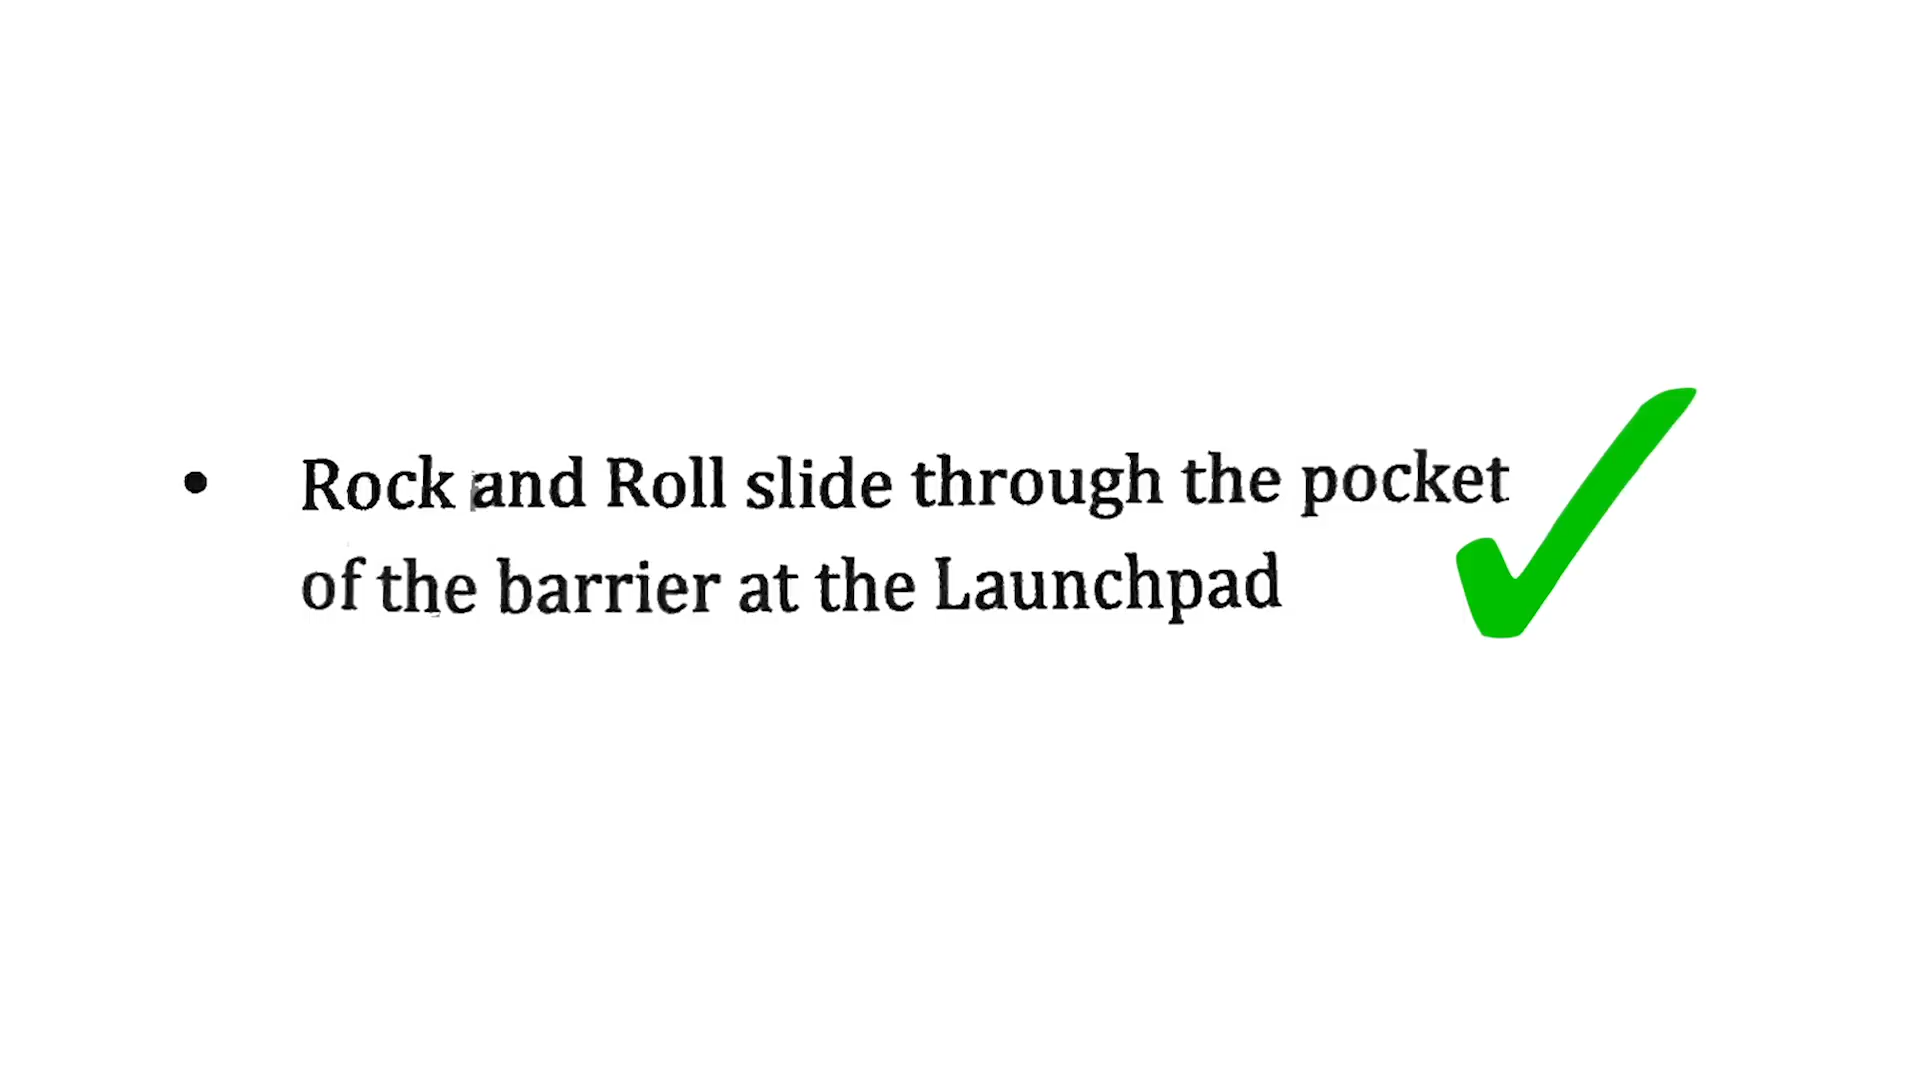 • Rock and Roll slide through the pocket
of the barrier at the Launchpad